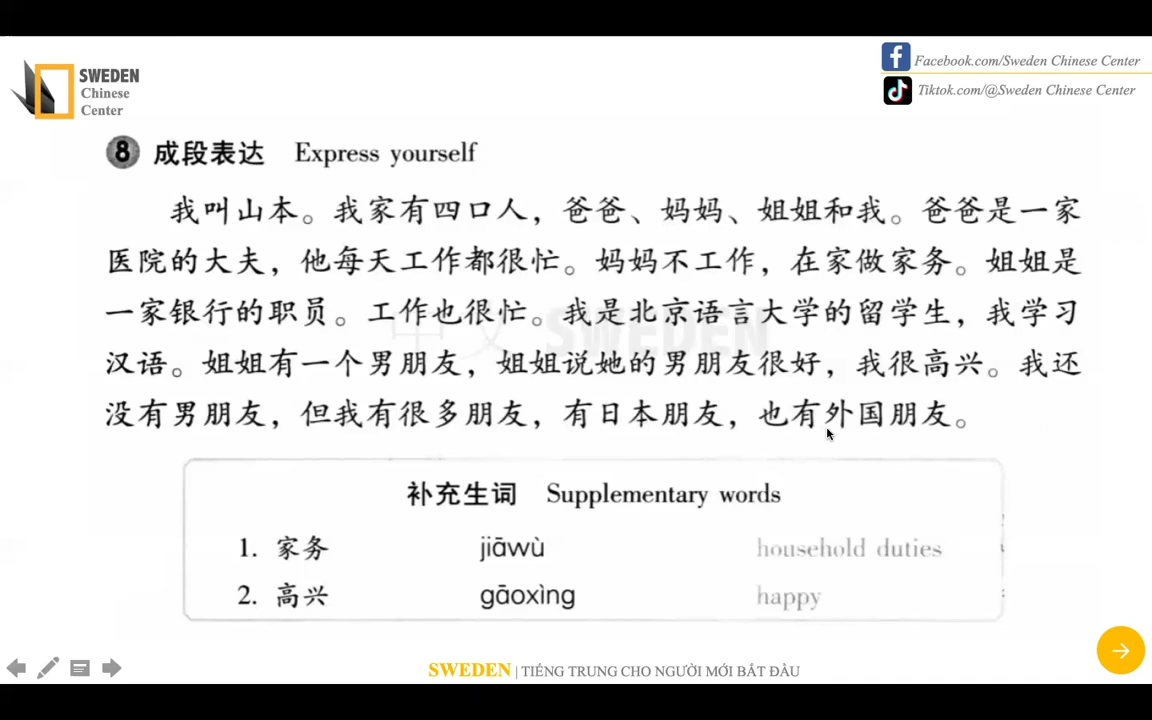 SWEDEN
Chinese
Center
Facebook.com/Sweden Chinese Center
Tiktok.com/@Sweden Chinese Center
8 成段表达 Express yourself
我叫山本。我家有四口人，爸爸、妈妈、姐姐和我。爸爸是一家
医院的大夫，他每天工作都很忙。妈妈不工作，在家做家务。姐姐是
一家银行的职员。工作也很忙。我是北京语言大学的留学生，我学习
汉语。姐姐有一个男朋友，姐姐说她的男朋友很好，我很高兴。我还
没有男朋友，但我有很多朋友，有日本朋友，也有外国朋友。
中文 SWEDEN
补充生词 Supplementary words
1. 家务 jiāwù household duties
2. 高兴 gāoxìng happy
SWEDEN | TIẾNG TRUNG CHO NGƯỜI MỚI BẮT ĐẦU